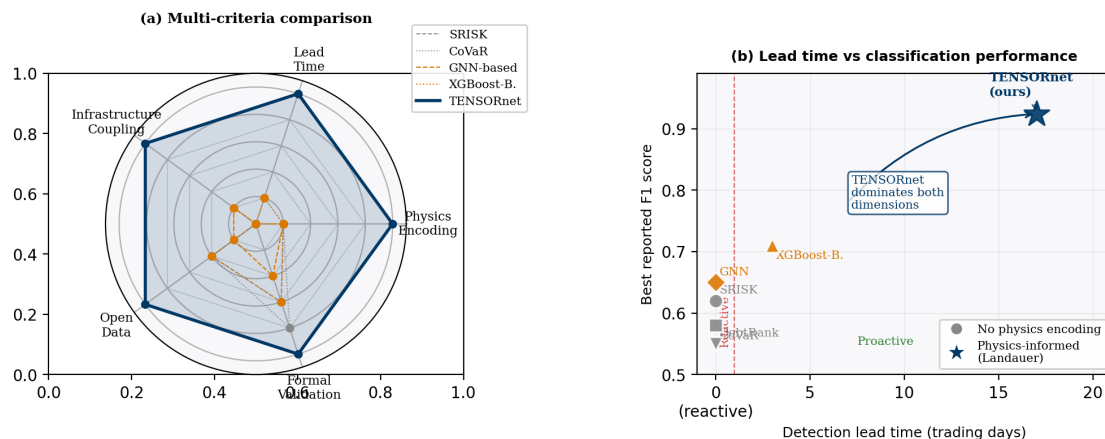 (a) Multi-criteria comparison
SRISK
CoVaR
GNN-based
XGBoost-B.
TENSORnet
Lead
Time
Infrastructure
Coupling
Physics
Encoding
Open
Data
Formal
Validation
1.0
0.8
0.6
0.4
0.2
0.0
0.0
0.2
0.4
0.6
0.8
1.0
(b) Lead time vs classification performance
TENSORnet
(ours)
TENSORnet
dominates both
dimensions
XGBoost-B.
GNN
SRISK
DebtRank
CoVaR
Reactive
Proactive
No physics encoding
Physics-informed
(Landauer)
Best reported F1 score
0.9
0.8
0.7
0.6
0.5
0
(reactive)
5
10
15
20
Detection lead time (trading days)